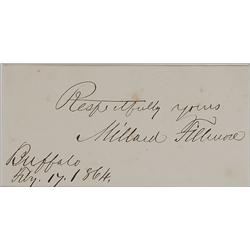 Respectfully yours
Millard Fillmore
Buffalo
Feby. 17. 1864.